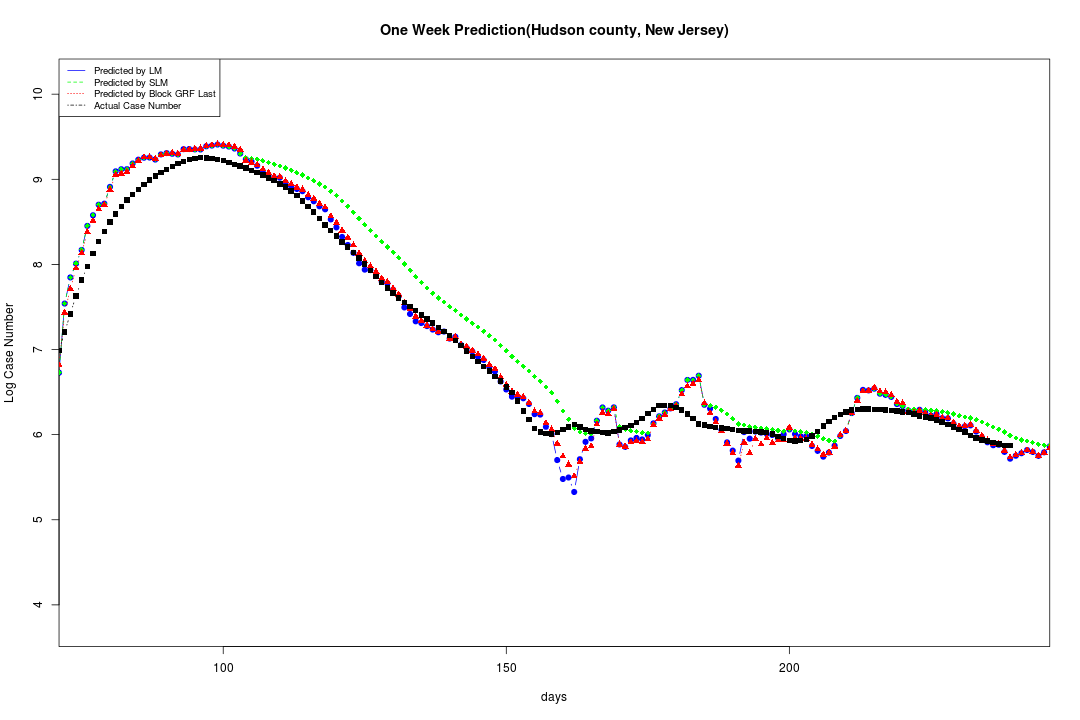 One Week Prediction(Hudson county, New Jersey)
Predicted by LM
Predicted by SLM
Predicted by Block GRF Last
Actual Case Number
10
9
8
7
6
5
4
Log Case Number
100
150
200
days